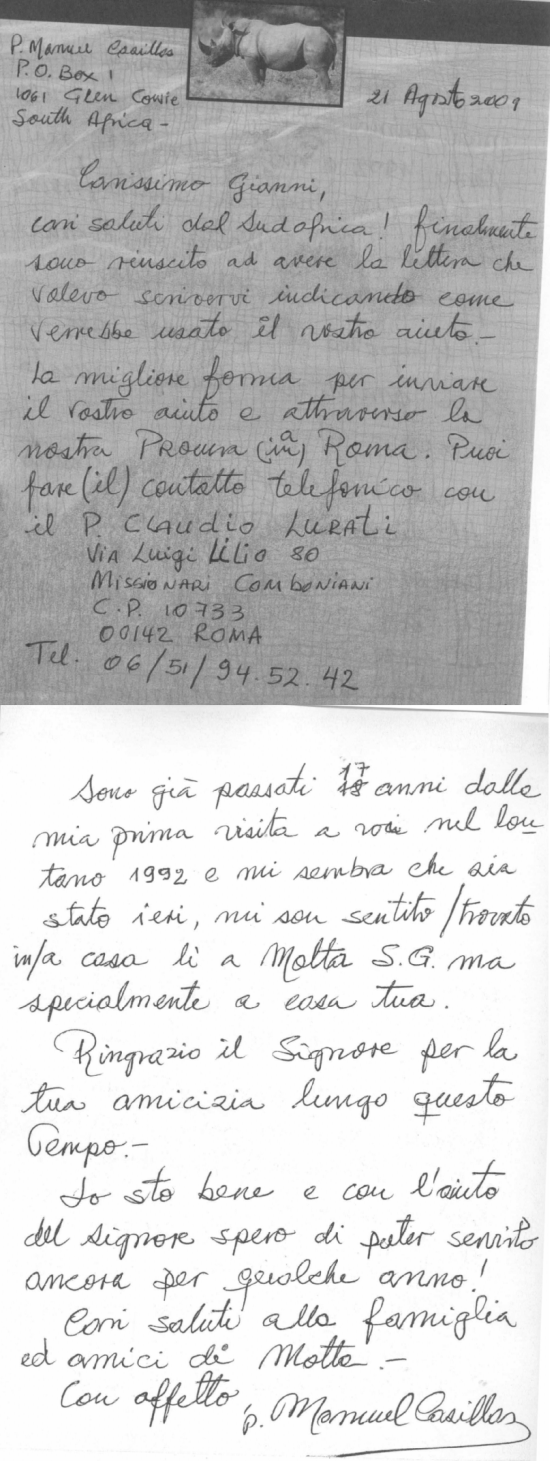 P. Manuel Casillas
P.O. Box 1
1061 Glen Cowie
South Africa -
21 Agosto 2009
Carissimo Gianni,
cari saluti dal Sudafrica! finalmente
sono riuscito ad avere la lettera che
volevo scrivervi indicando come
verrebbe usato il vostro aiuto.-
La migliore forma per inviare
il vostro aiuto e attraverso la
nostra Procura (in) a Roma. Puoi
fare (il) contatto telefonico con
il P. Claudio LURATI
Via Luigi Lilio 80
Missionari Comboniani
C.P. 10733
00142 ROMA
Tel. 06/51/94.52.42
Sono già passati 17 anni dalla
mia prima visita a voi nel lon
tano 1992 e mi sembra che sia
stato ieri, mi son sentito/trovato
in/a casa lì a Motta S.G. ma
specialmente a casa tua.
Ringrazio il Signore per la
tua amicizia lungo questo
Tempo.-
Io sto bene e con l'aiuto
del Signore spero di poter servirlo
ancora per qualche anno!
Cari saluti alla famiglia
ed amici di Motta.-
Con affetto
p. Manuel Casillas